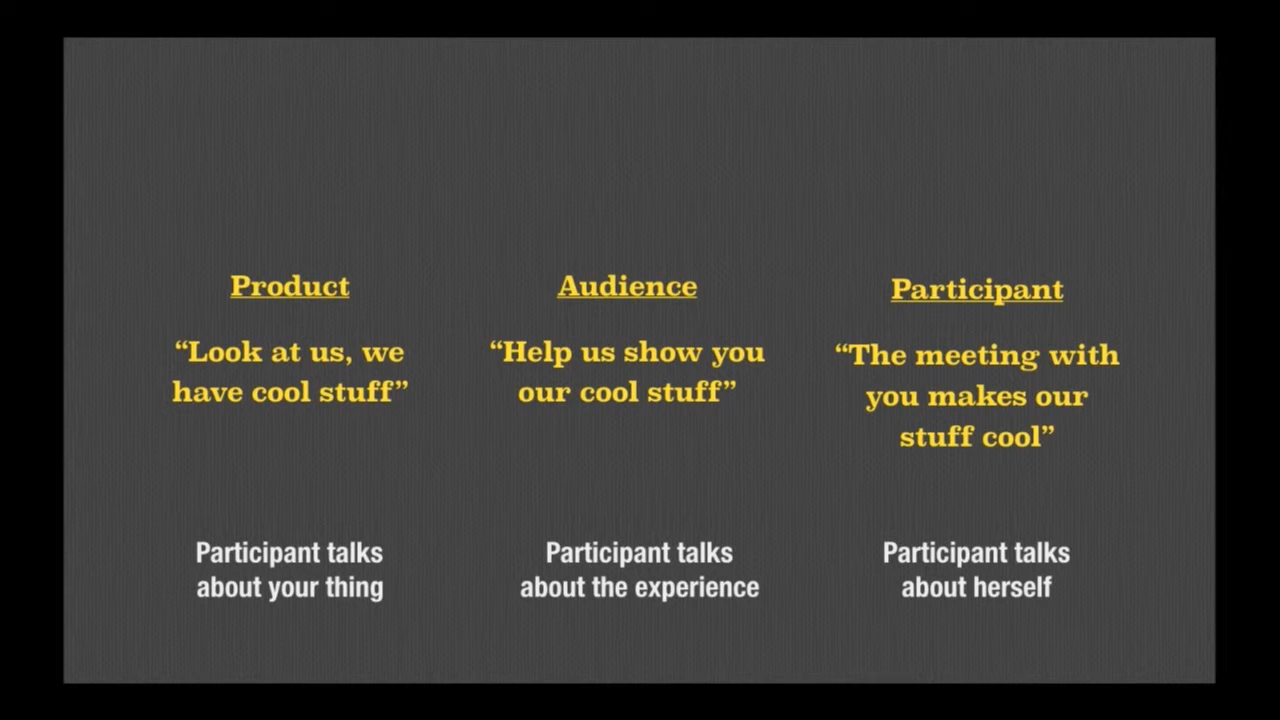 Product
“Look at us, we
have cool stuff”
Participant talks
about your thing
Audience
“Help us show you
our cool stuff”
Participant talks
about the experience
Participant
“The meeting with
you makes our
stuff cool”
Participant talks
about herself